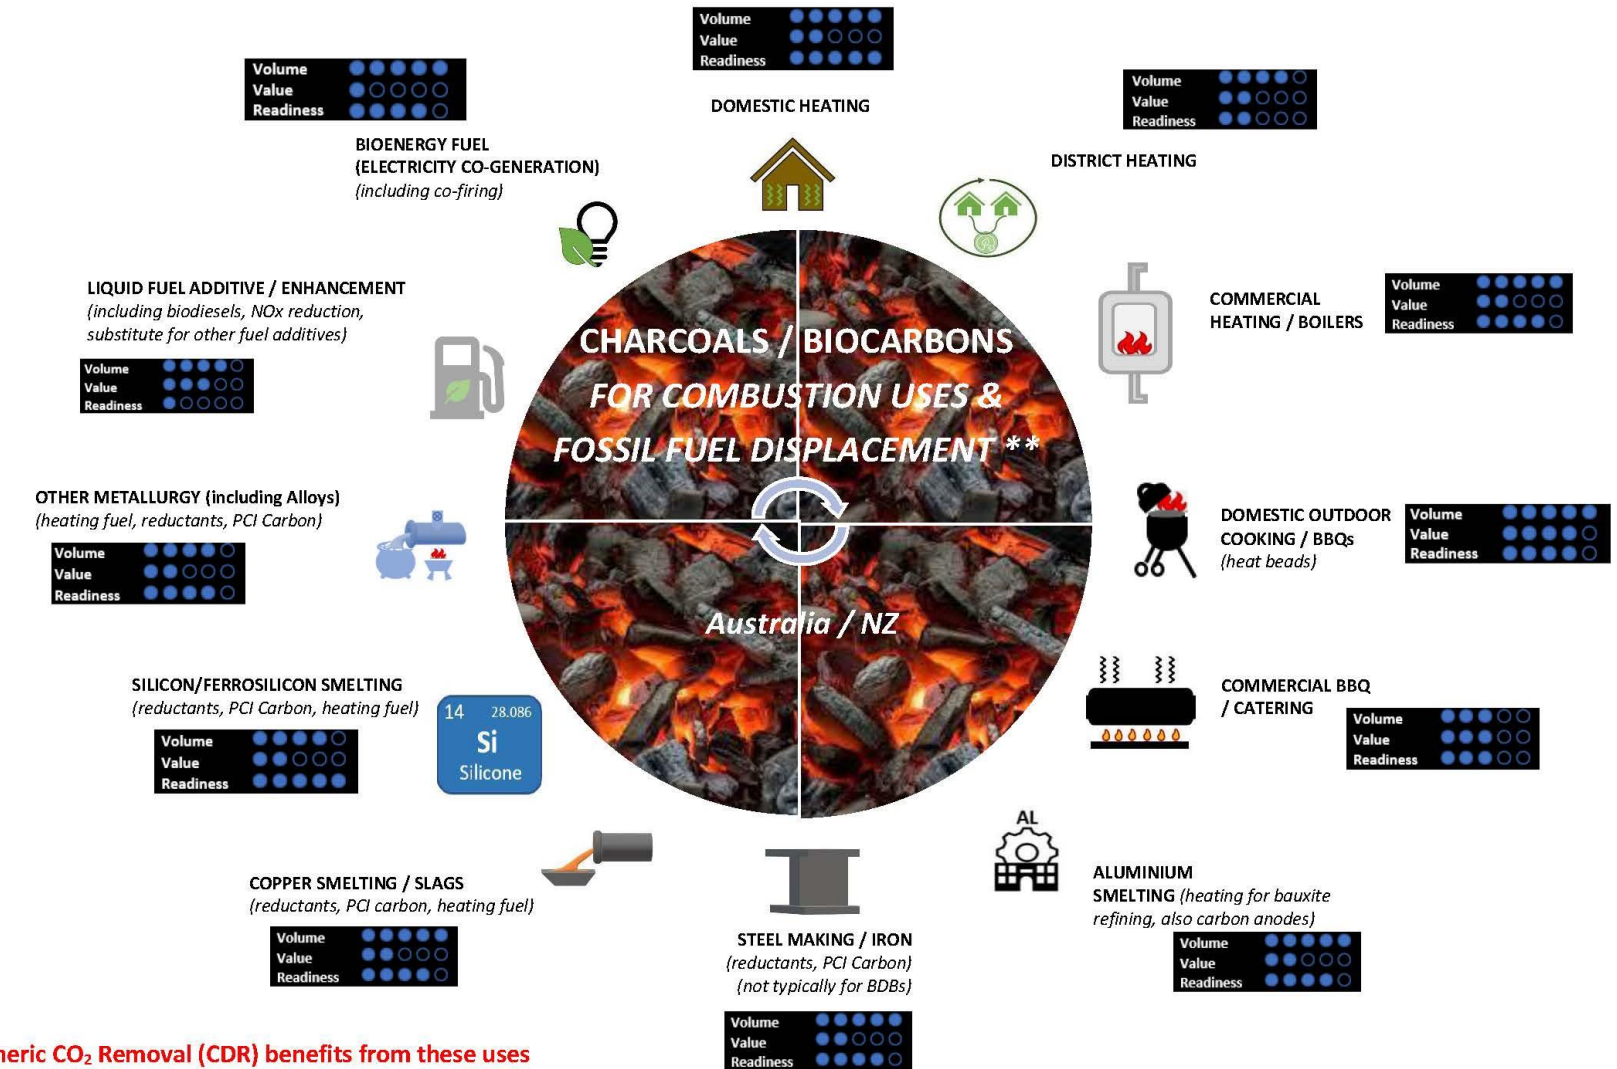 Volume
Value
Readiness
DOMESTIC HEATING
Volume
Value
Readiness
BIOENERGY FUEL
(ELECTRICITY CO-GENERATION)
(including co-firing)
Volume
Value
Readiness
DISTRICT HEATING
LIQUID FUEL ADDITIVE / ENHANCEMENT
(including biodiesels, NOx reduction,
substitute for other fuel additives)
Volume
Value
Readiness
COMMERCIAL
HEATING / BOILERS
Volume
Value
Readiness
CHARCOALS / BIOCARBONS
FOR COMBUSTION USES &
FOSSIL FUEL DISPLACEMENT **
Australia / NZ
OTHER METALLURGY (including Alloys)
(heating fuel, reductants, PCI Carbon)
Volume
Value
Readiness
DOMESTIC OUTDOOR
COOKING / BBQs
(heat beads)
Volume
Value
Readiness
SILICON/FERROSILICON SMELTING
(reductants, PCI Carbon, heating fuel)
Volume
Value
Readiness
14 28.086
Si
Silicone
COMMERCIAL BBQ
/ CATERING
Volume
Value
Readiness
COPPER SMELTING / SLAGS
(reductants, PCI carbon, heating fuel)
Volume
Value
Readiness
AL
ALUMINIUM
SMELTING (heating for bauxite
refining, also carbon anodes)
Volume
Value
Readiness
STEEL MAKING / IRON
(reductants, PCI Carbon)
(not typically for BDBs)
Volume
Value
Readiness
neric CO₂ Removal (CDR) benefits from these uses